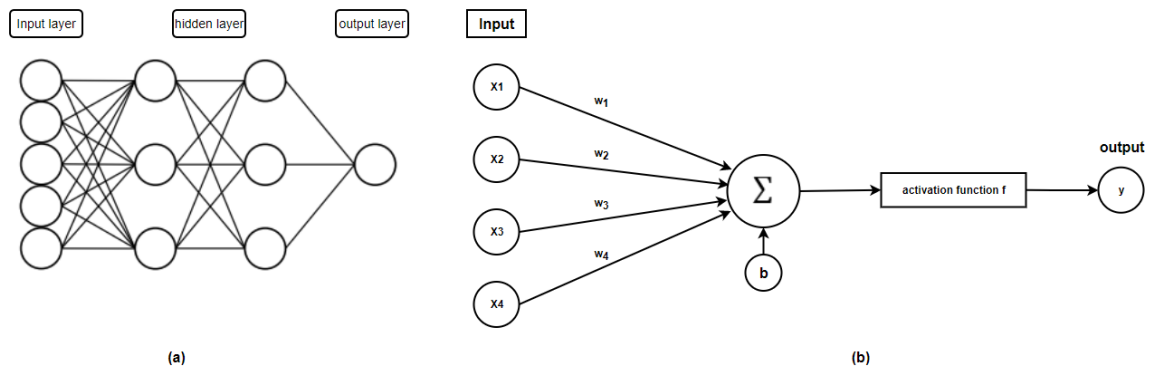 Input layer
hidden layer
output layer
Input
X1
X2
X3
X4
w1
w2
w3
w4
Σ
b
activation function f
output
y
(a)
(b)